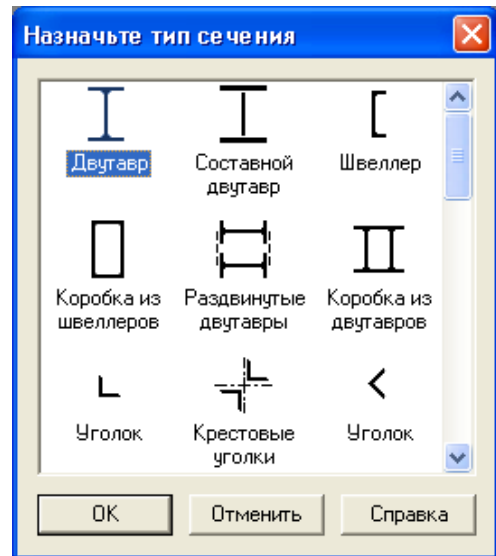 Назначьте тип сечения
Двутавр
Составной
двутавр
Швеллер
Коробка из
швеллеров
Раздвинутые
двутавры
Коробка из
двутавров
Уголок
Крестовые
уголки
Уголок
OK
Отменить
Справка